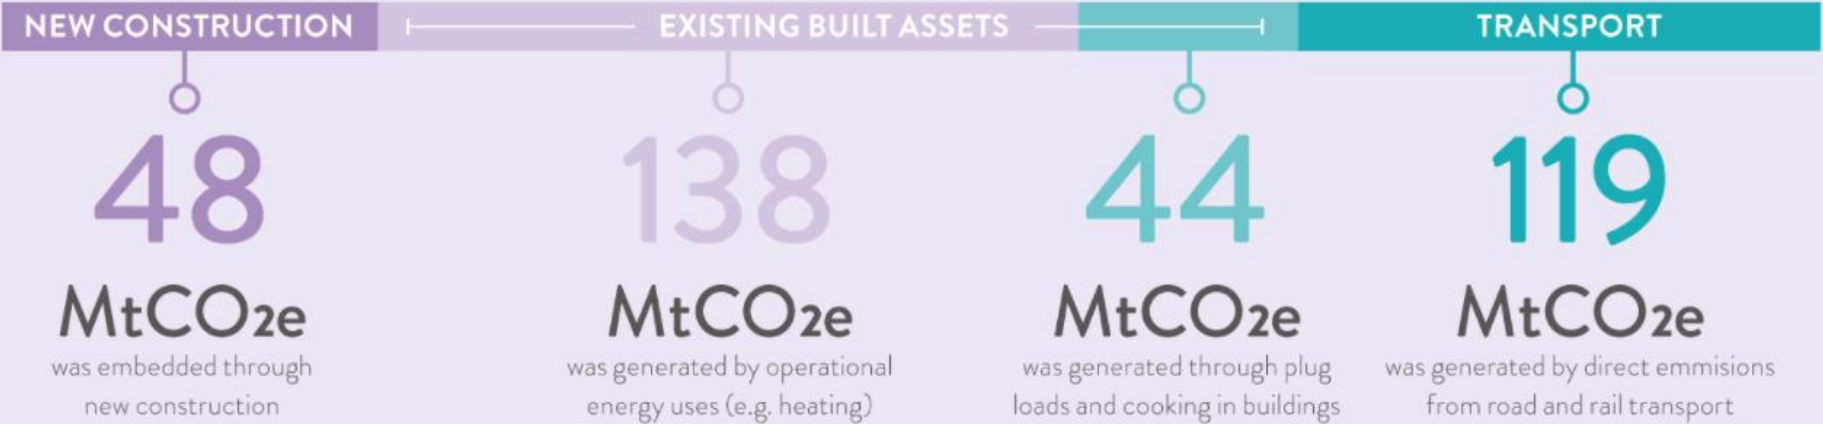 NEW CONSTRUCTION
EXISTING BUILT ASSETS
TRANSPORT
48
MtCO2e
was embedded through
new construction
138
MtCO2e
was generated by operational
energy uses (e.g. heating)
44
MtCO2e
was generated through plug
loads and cooking in buildings
119
MtCO2e
was generated by direct emmisions
from road and rail transport